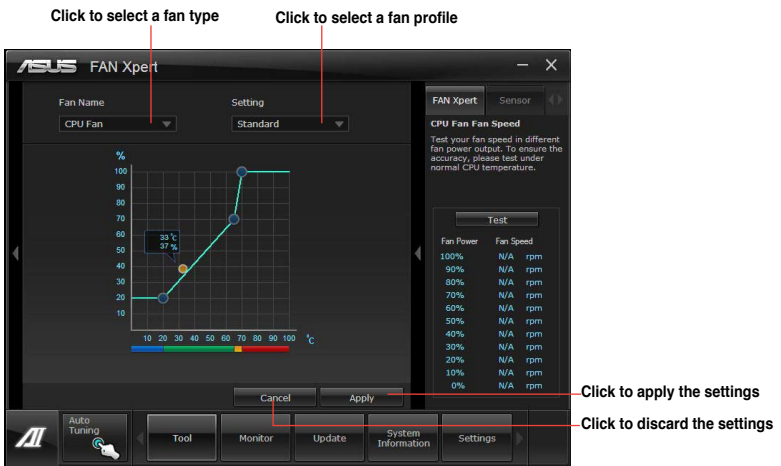 Click to select a fan type
Click to select a fan profile
ASUS FAN Xpert
Fan Name
Setting
CPU Fan
Standard
%
100
90
80
70
60
50
40
30
20
10
33 °C
37 %
10 20 30 40 50 60 70 80 90 100 °C
Cancel
Apply
FAN Xpert
Sensor
CPU Fan Fan Speed
Test your fan speed in different
fan power output. To ensure the
accuracy, please test under
normal CPU temperature.
Test
Fan Power Fan Speed
100% N/A rpm
90% N/A rpm
80% N/A rpm
70% N/A rpm
60% N/A rpm
50% N/A rpm
40% N/A rpm
30% N/A rpm
20% N/A rpm
10% N/A rpm
0% N/A rpm
Click to apply the settings
Click to discard the settings
AI
Auto
Tuning
Tool
Monitor
Update
System
Information
Settings